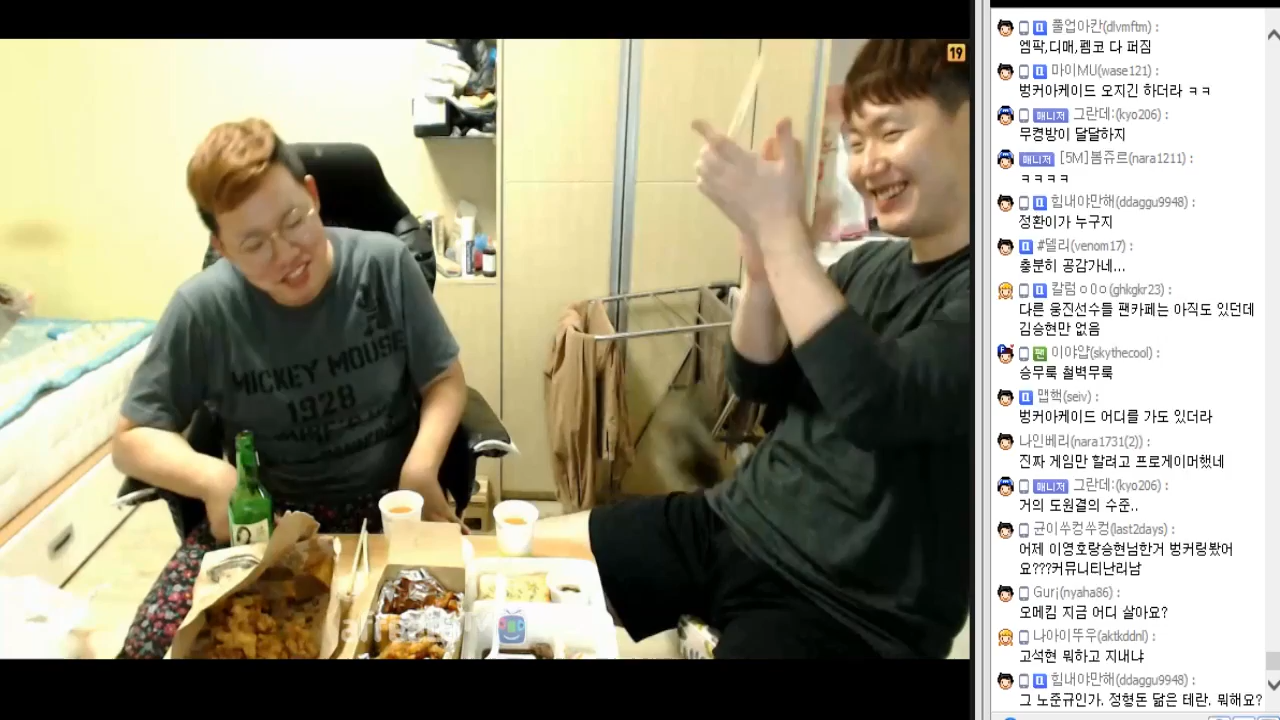 19
MICKEY MOUSE
afreecaTV
풀업아칸(dlvmftm) :
엠팍,디매,펨코 다 퍼짐
마이MU(wase121) :
벙커아케이드 오지긴 하더라 ㅋㅋ
매니저 그란데:(kyo206) :
무켱방이 달달하지
매니저 [5M]봄쥬르(nara1211) :
ㅋㅋㅋㅋ
힘내야만해(ddaggu9948) :
정환이가 누구지
#델리(venom17) :
충분히 공감가네...
칼럼ㅇ0ㅇ(ghkgkr23) :
다른 웅진선수들 팬카페는 아직도 있던데
김승현만 없음
팬 이야얍(skythecool) :
승무룩 철벽무룩
맵핵(seiv) :
벙커아케이드 어디를 가도 있더라
나인베리(nara1731(2)) :
진짜 게임만 할려고 프로게이머했네
매니저 그란데:(kyo206) :
거의 도원결의 수준..
균이쑤컹쑤컹(last2days) :
어제 이영호랑승현님한거 벙커링봤어
요???커뮤니티난리남
Guri(nyaha86) :
오메킴 지금 어디 살아요?
나아이뚜우(aktkddnl) :
고석현 뭐하고 지내냐
힘내야만해(ddaggu9948) :
그 노준규인가. 정형돈 닮은 테란. 뭐해요?